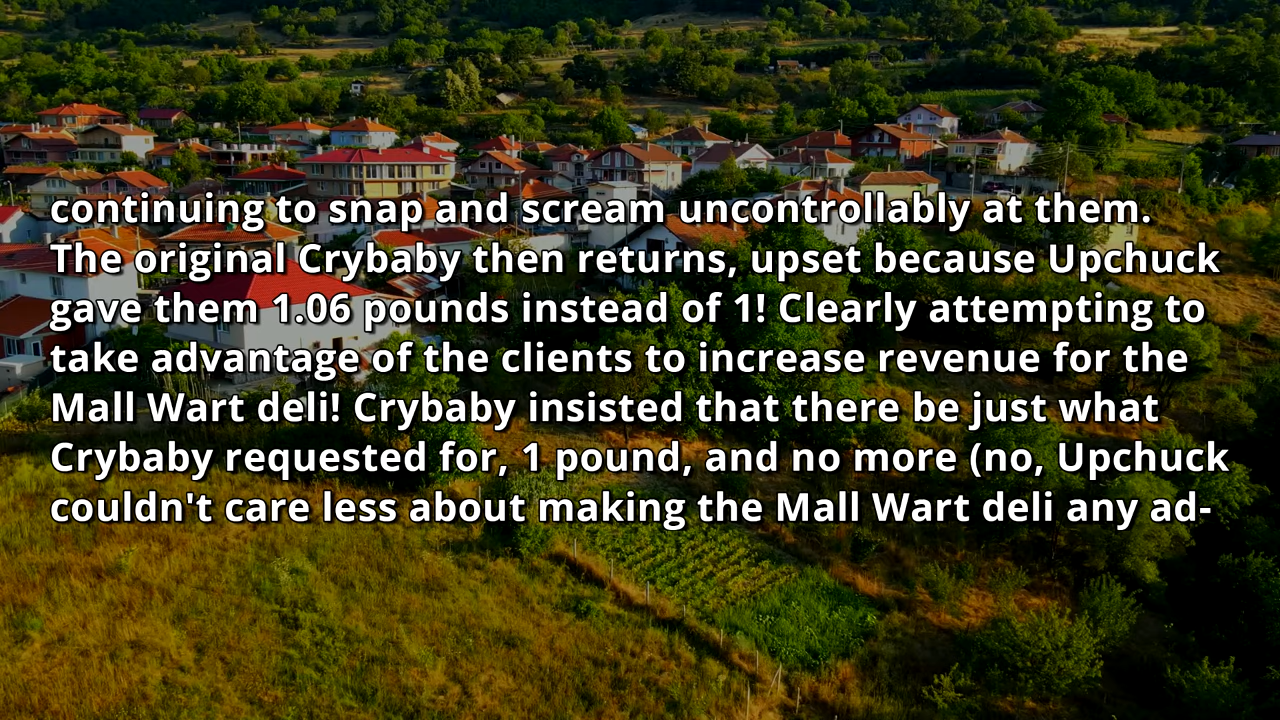 continuing to snap and scream uncontrollably at them.
The original Crybaby then returns, upset because Upchuck
gave them 1.06 pounds instead of 1! Clearly attempting to
take advantage of the clients to increase revenue for the
Mall Wart deli! Crybaby insisted that there be just what
Crybaby requested for, 1 pound, and no more (no, Upchuck
couldn't care less about making the Mall Wart deli any ad-